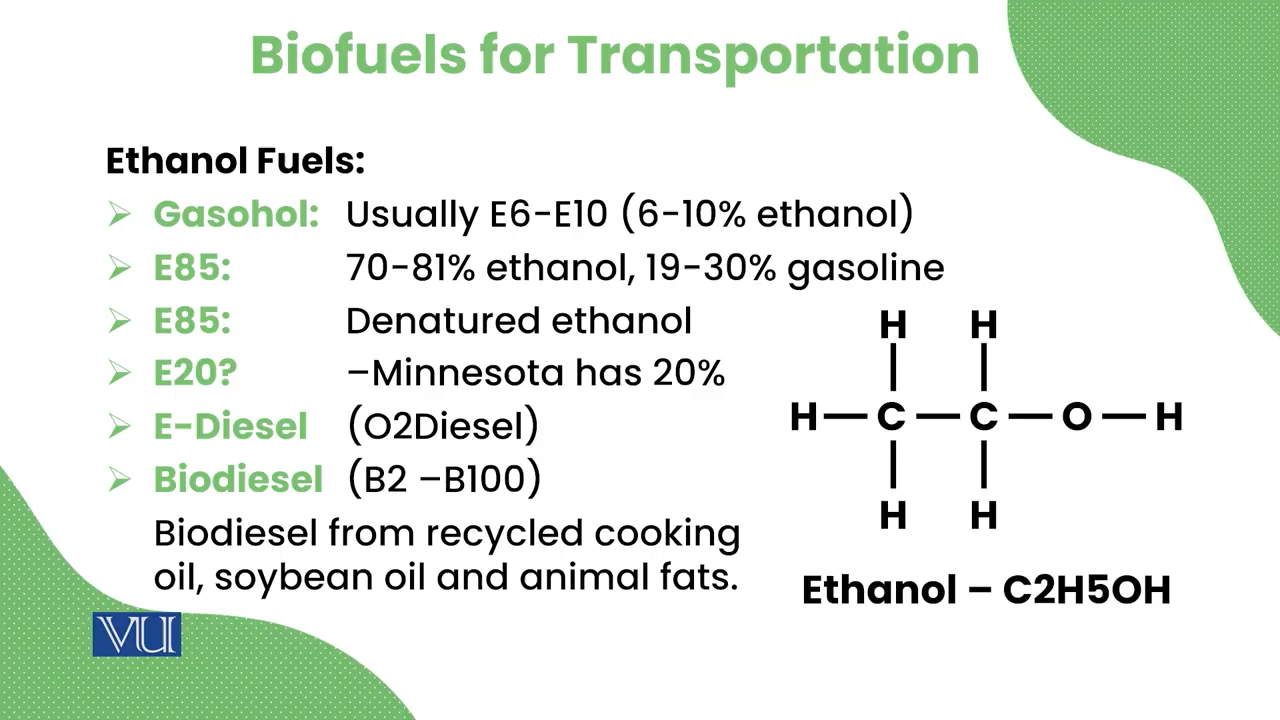 Biofuels for Transportation
Ethanol Fuels:
Gasohol: Usually E6-E10 (6-10% ethanol)
E85: 70-81% ethanol, 19-30% gasoline
E85: Denatured ethanol
E20? –Minnesota has 20%
E-Diesel (O2Diesel)
Biodiesel (B2 –B100)
Biodiesel from recycled cooking
oil, soybean oil and animal fats.
H H
H C C O H
H H
Ethanol – C2H5OH
VU